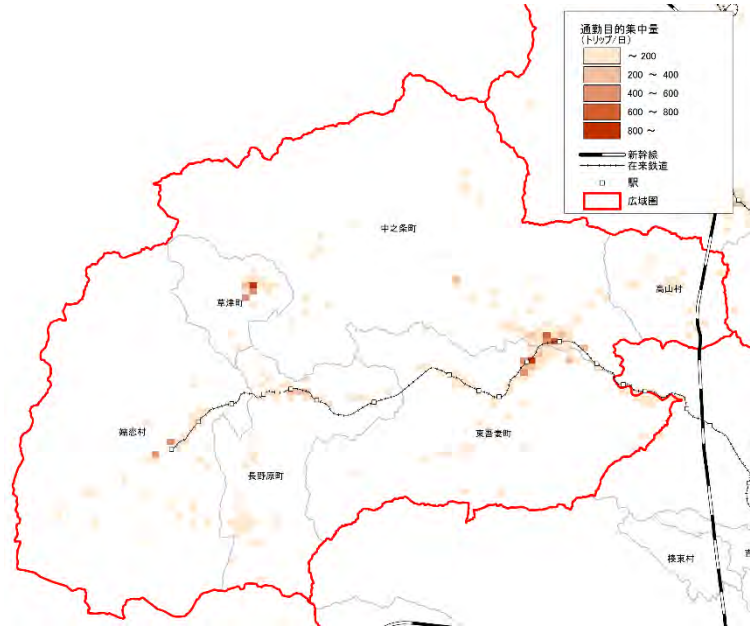 通勤目的集中量
(トリップ/日)
~ 200
200 ~ 400
400 ~ 600
600 ~ 800
800 ~
新幹線
在来鉄道
駅
広域圏
中之条町
高山村
草津町
嬬恋村
東吾妻町
長野原町
榛東村